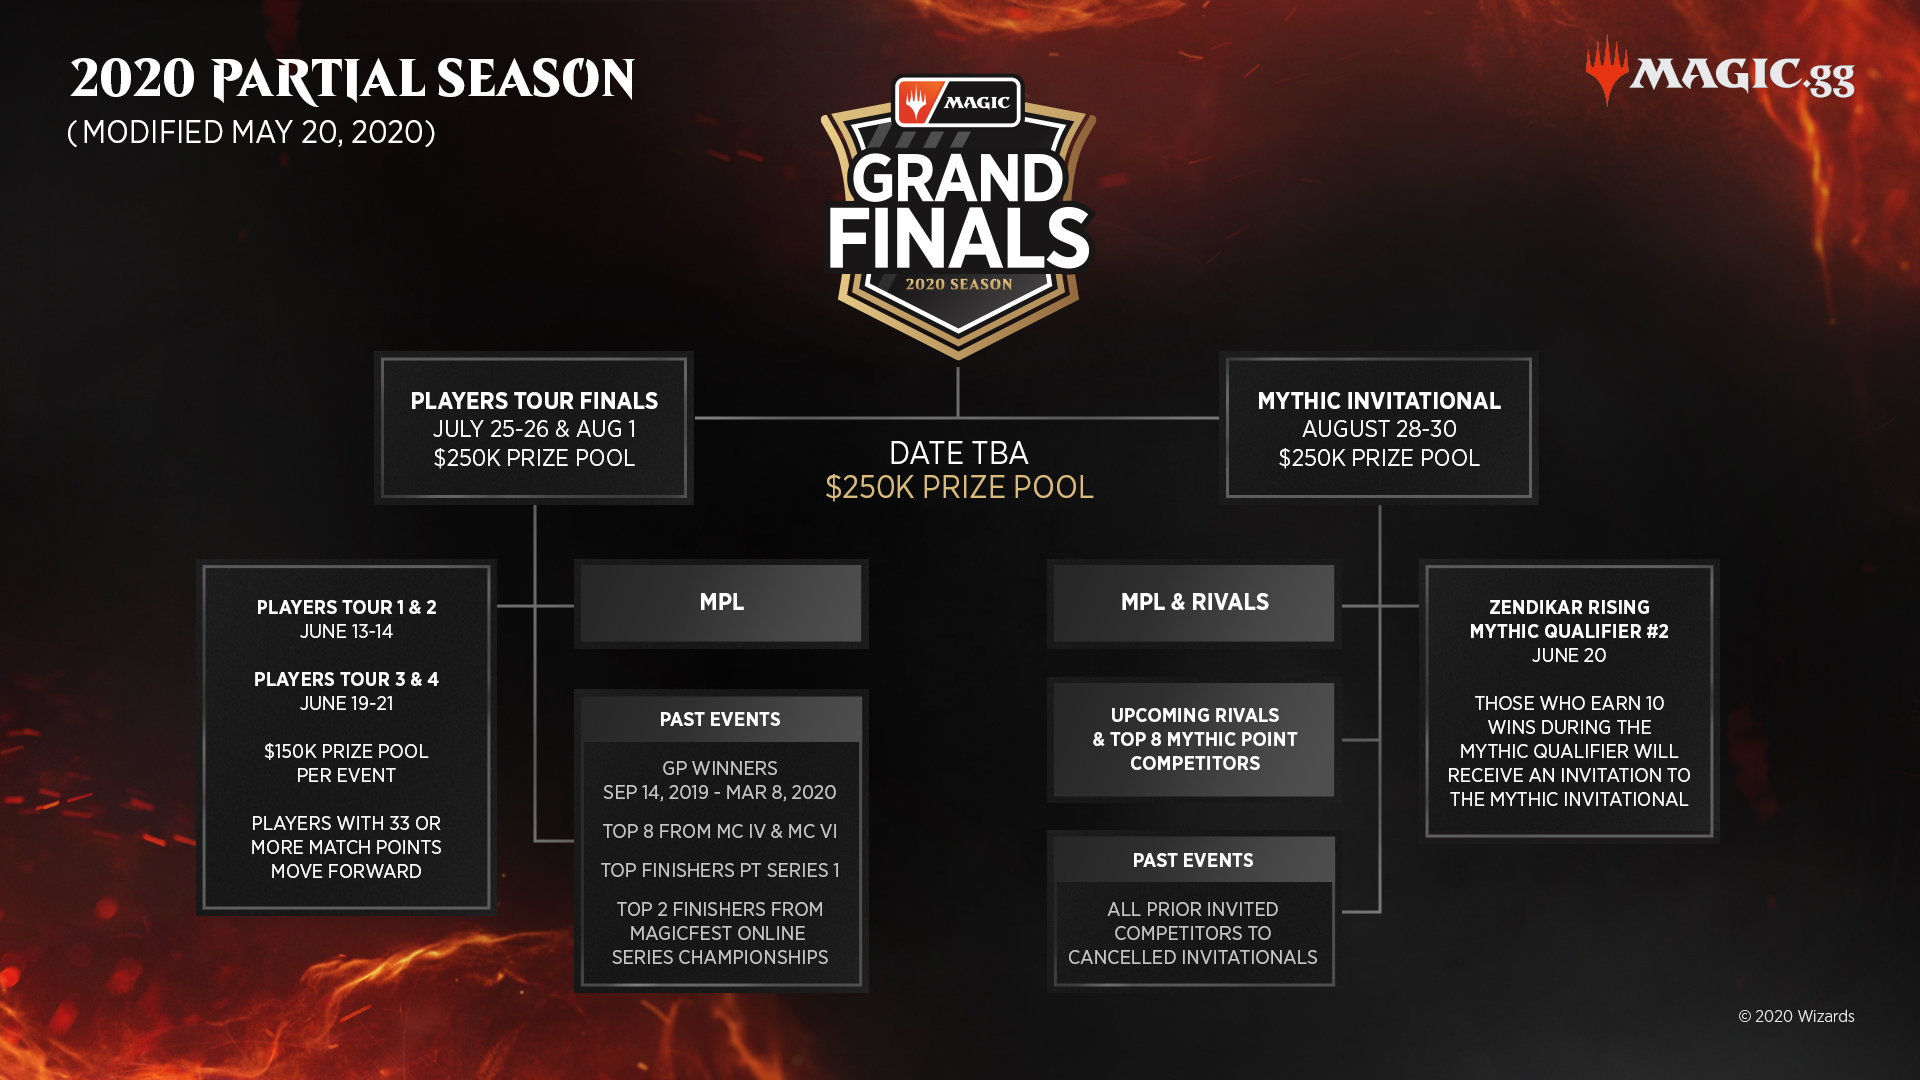 2020 PARTIAL SEASON
(MODIFIED MAY 20, 2020)
MAGIC.gg
MAGIC
GRAND
FINALS
2020 SEASON
DATE TBA
$250K PRIZE POOL
PLAYERS TOUR FINALS
JULY 25-26 & AUG 1
$250K PRIZE POOL
MYTHIC INVITATIONAL
AUGUST 28-30
$250K PRIZE POOL
PLAYERS TOUR 1 & 2
JUNE 13-14
PLAYERS TOUR 3 & 4
JUNE 19-21
$150K PRIZE POOL
PER EVENT
PLAYERS WITH 33 OR
MORE MATCH POINTS
MOVE FORWARD
MPL
PAST EVENTS
GP WINNERS
SEP 14, 2019 - MAR 8, 2020
TOP 8 FROM MC IV & MC VI
TOP FINISHERS PT SERIES 1
TOP 2 FINISHERS FROM
MAGICFEST ONLINE
SERIES CHAMPIONSHIPS
MPL & RIVALS
UPCOMING RIVALS
& TOP 8 MYTHIC POINT
COMPETITORS
PAST EVENTS
ALL PRIOR INVITED
COMPETITORS TO
CANCELLED INVITATIONALS
ZENDIKAR RISING
MYTHIC QUALIFIER #2
JUNE 20
THOSE WHO EARN 10
WINS DURING THE
MYTHIC QUALIFIER WILL
RECEIVE AN INVITATION TO
THE MYTHIC INVITATIONAL
© 2020 Wizards